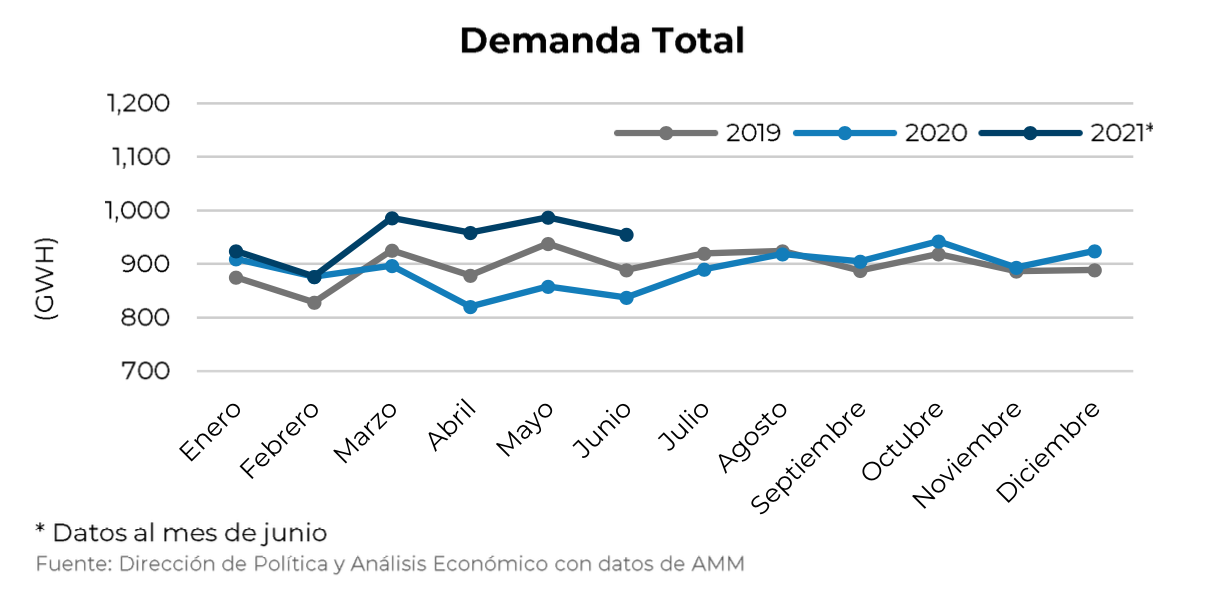 Demanda Total
1,200
1,100
1,000
900
800
700
(GWH)
2019 2020 2021*
Enero
Febrero
Marzo
Abril
Mayo
Junio
Julio
Agosto
Septiembre
Octubre
Noviembre
Diciembre
* Datos al mes de junio
Fuente: Dirección de Política y Análisis Económico con datos de AMM